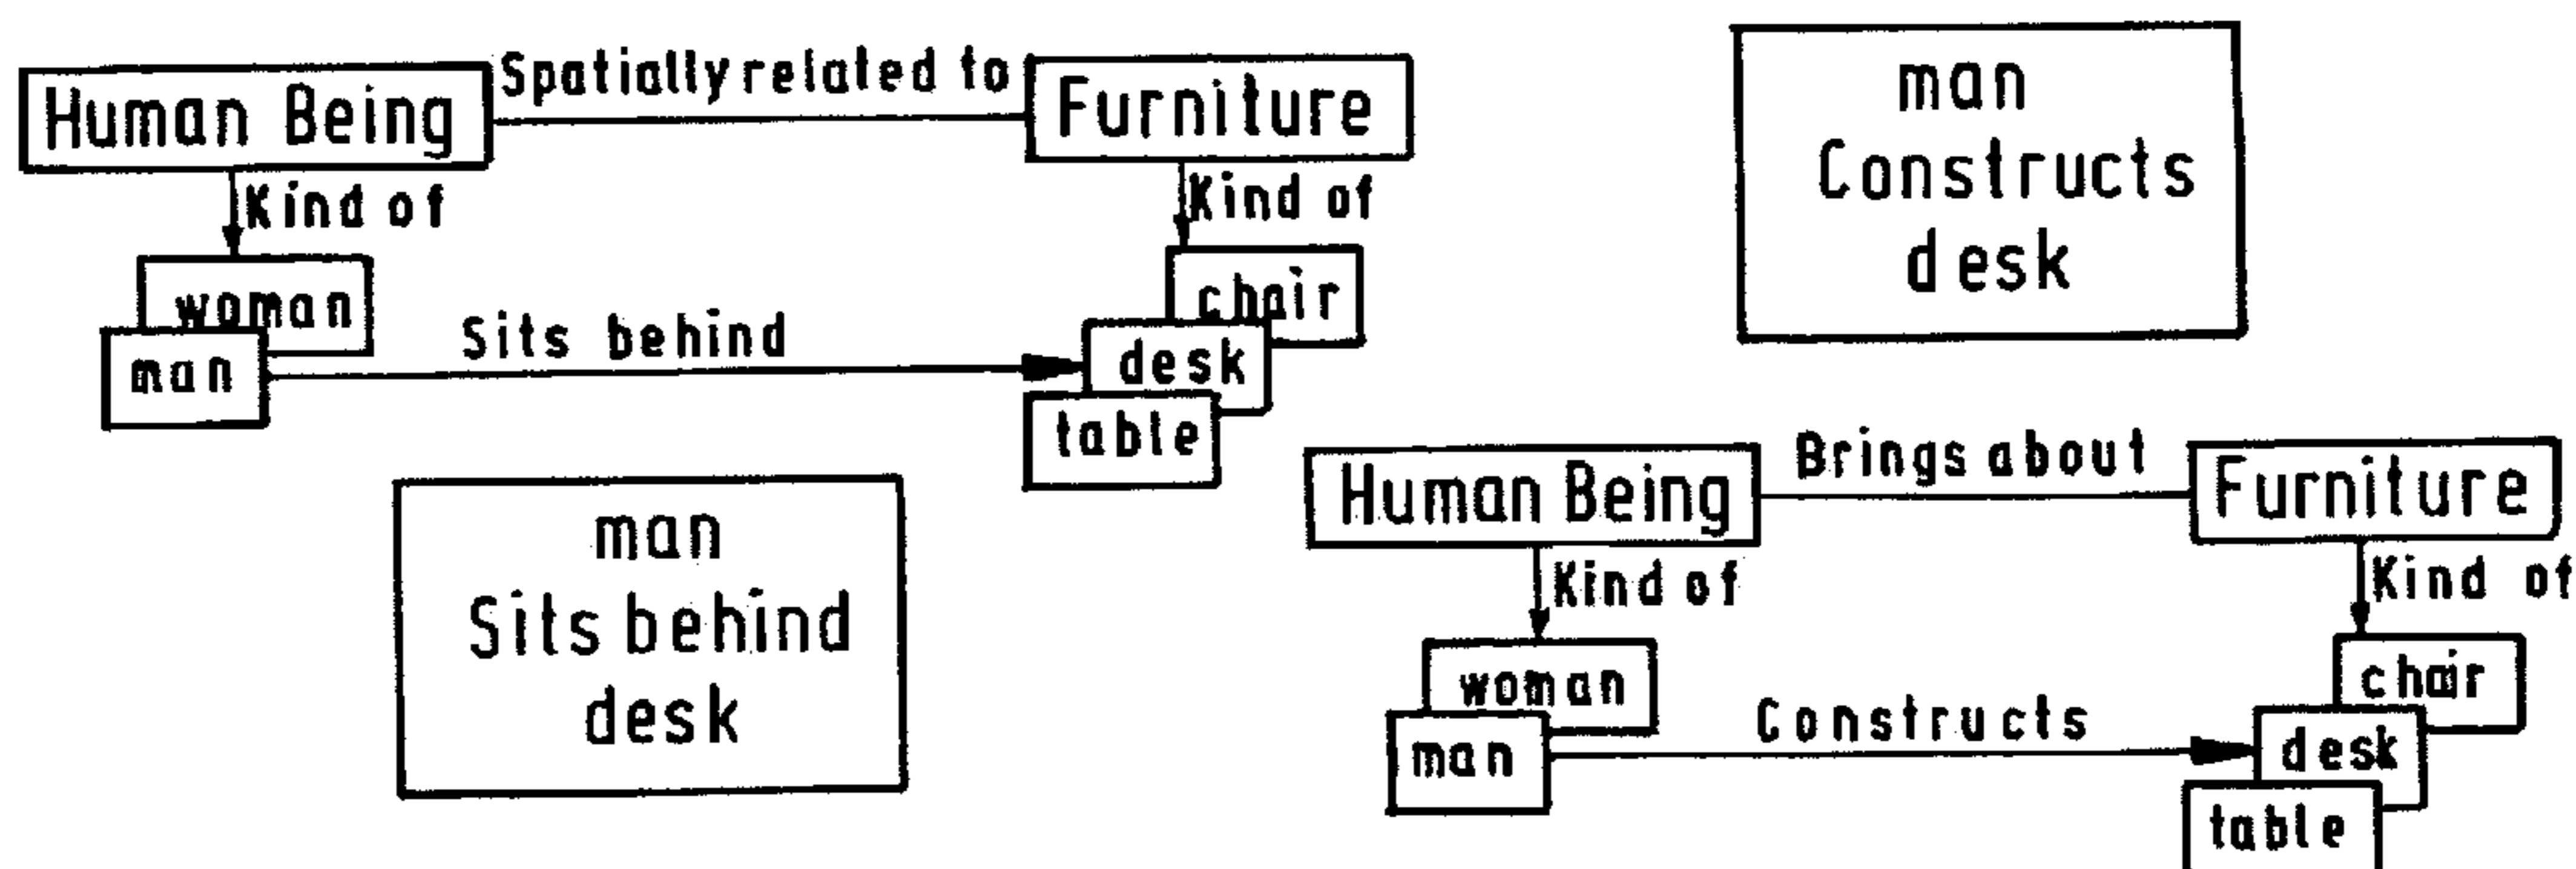 Human Being
Spatially related to
Furniture
Kind of
Kind of
woman
man
Sits behind
chair
desk
table
man
Sits behind
desk
man
Constructs
desk
Human Being
Brings about
Furniture
Kind of
Kind of
woman
man
Constructs
chair
desk
table